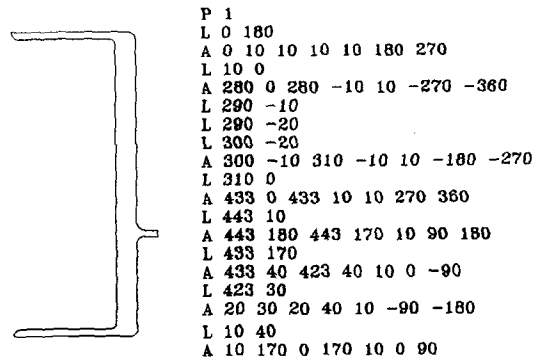 P 1
L 0 180
A 0 10 10 10 10 180 270
L 10 0
A 280 0 280 -10 10 -270 -360
L 290 -10
L 290 -20
L 300 -20
A 300 -10 310 -10 10 -180 -270
L 310 0
A 433 0 433 10 10 270 360
L 443 10
A 443 180 443 170 10 90 180
L 433 170
A 433 40 423 40 10 0 -90
L 423 30
A 20 30 20 40 10 -90 -180
L 10 40
A 10 170 0 170 10 0 90